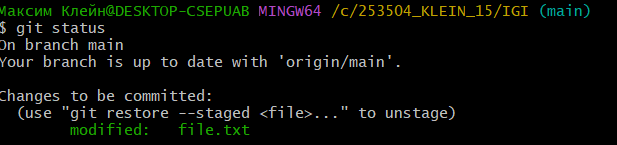 Максим Клейн@DESKTOP-CSEPUAB MINGW64 /c/253504_KLEIN_15/IGI (main)
$ git status
On branch main
Your branch is up to date with 'origin/main'.
Changes to be committed:
(use "git restore --staged <file>..." to unstage)
modified: file.txt